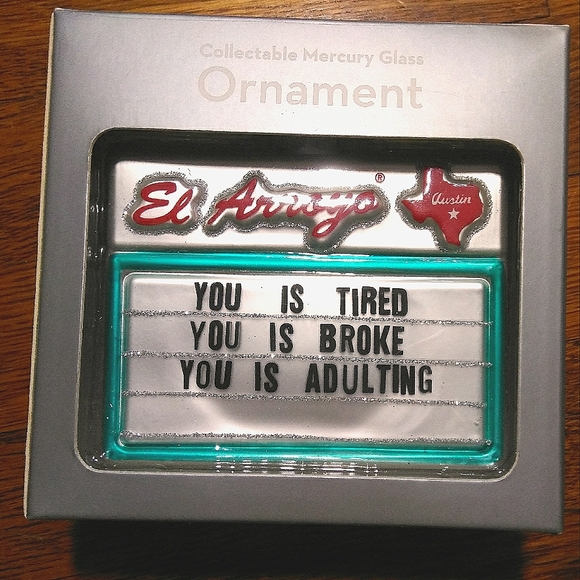 Collectable Mercury Glass
Ornament
El Arroyo®
Austin
YOU IS TIRED
YOU IS BROKE
YOU IS ADULTING